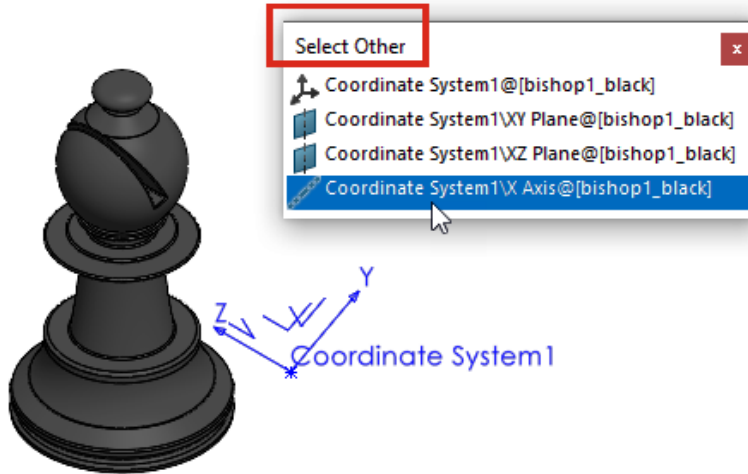 Select Other
x
Coordinate System1@[bishop1_black]
Coordinate System1\XY Plane@[bishop1_black]
Coordinate System1\XZ Plane@[bishop1_black]
Coordinate System1\X Axis@[bishop1_black]
Y
Z
Coordinate System1